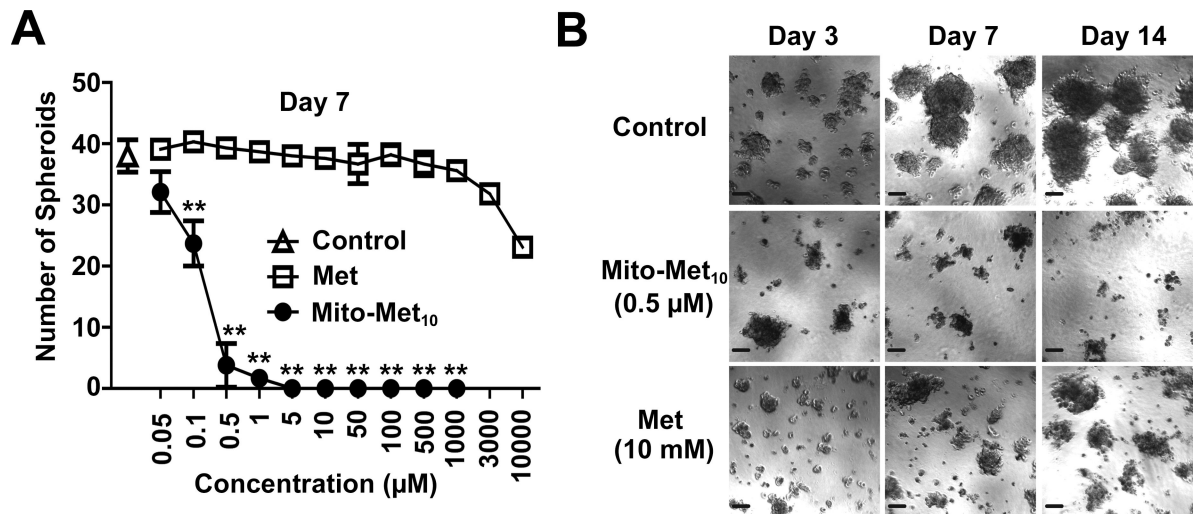 A
Day 7
Number of Spheroids
50
40
30
20
10
0
**
**
** ** ** ** ** ** **
Control
Met
Mito-Met₁₀
0.05 0.1 0.5 1 5 10 50 100 500 1000 3000 10000
Concentration (µM)
B
Day 3 Day 7 Day 14
Control
Mito-Met₁₀
(0.5 µM)
Met
(10 mM)